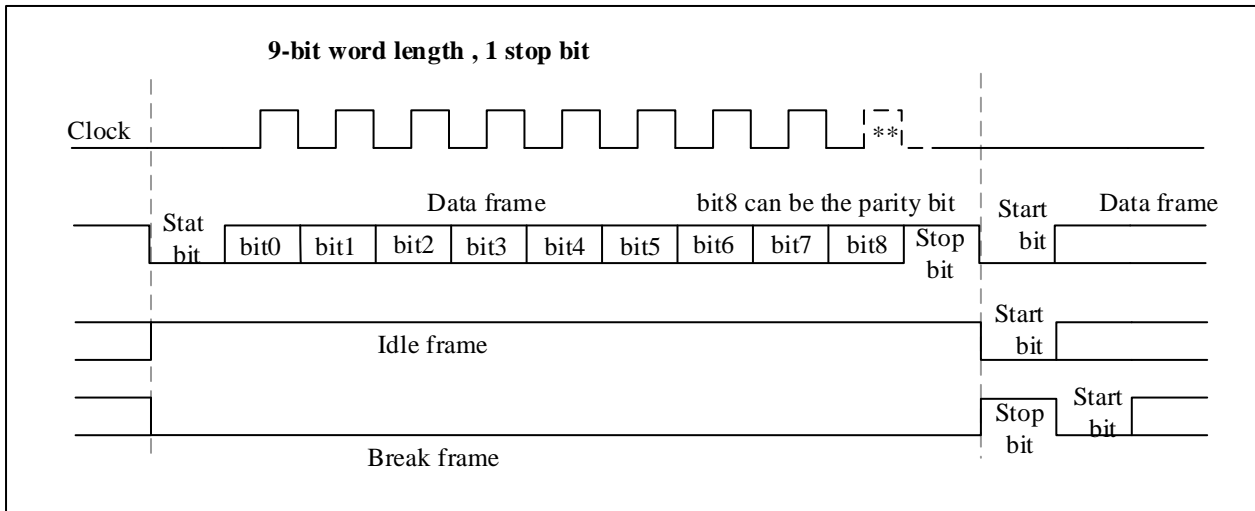 9-bit word length , 1 stop bit
Clock
**
Data frame
bit8 can be the parity bit
Data frame
Stat
bit
bit0 bit1 bit2 bit3 bit4 bit5 bit6 bit7 bit8
Stop
bit
Start
bit
Idle frame
Start
bit
Break frame
Stop
bit
Start
bit